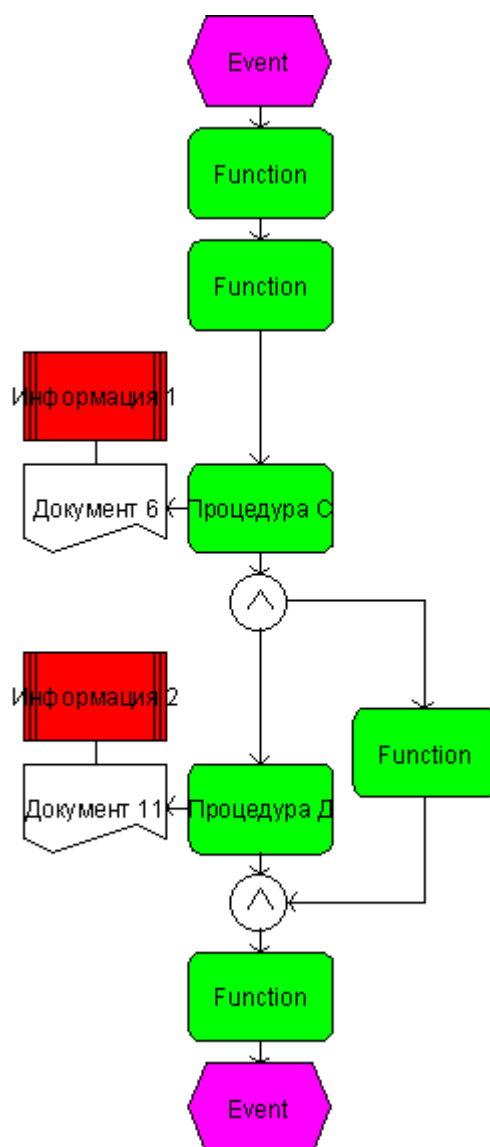 Event
Function
Function
Информация 1
Документ 6
Процедура С
Информация 2
Function
Документ 11
Процедура Д
Function
Event